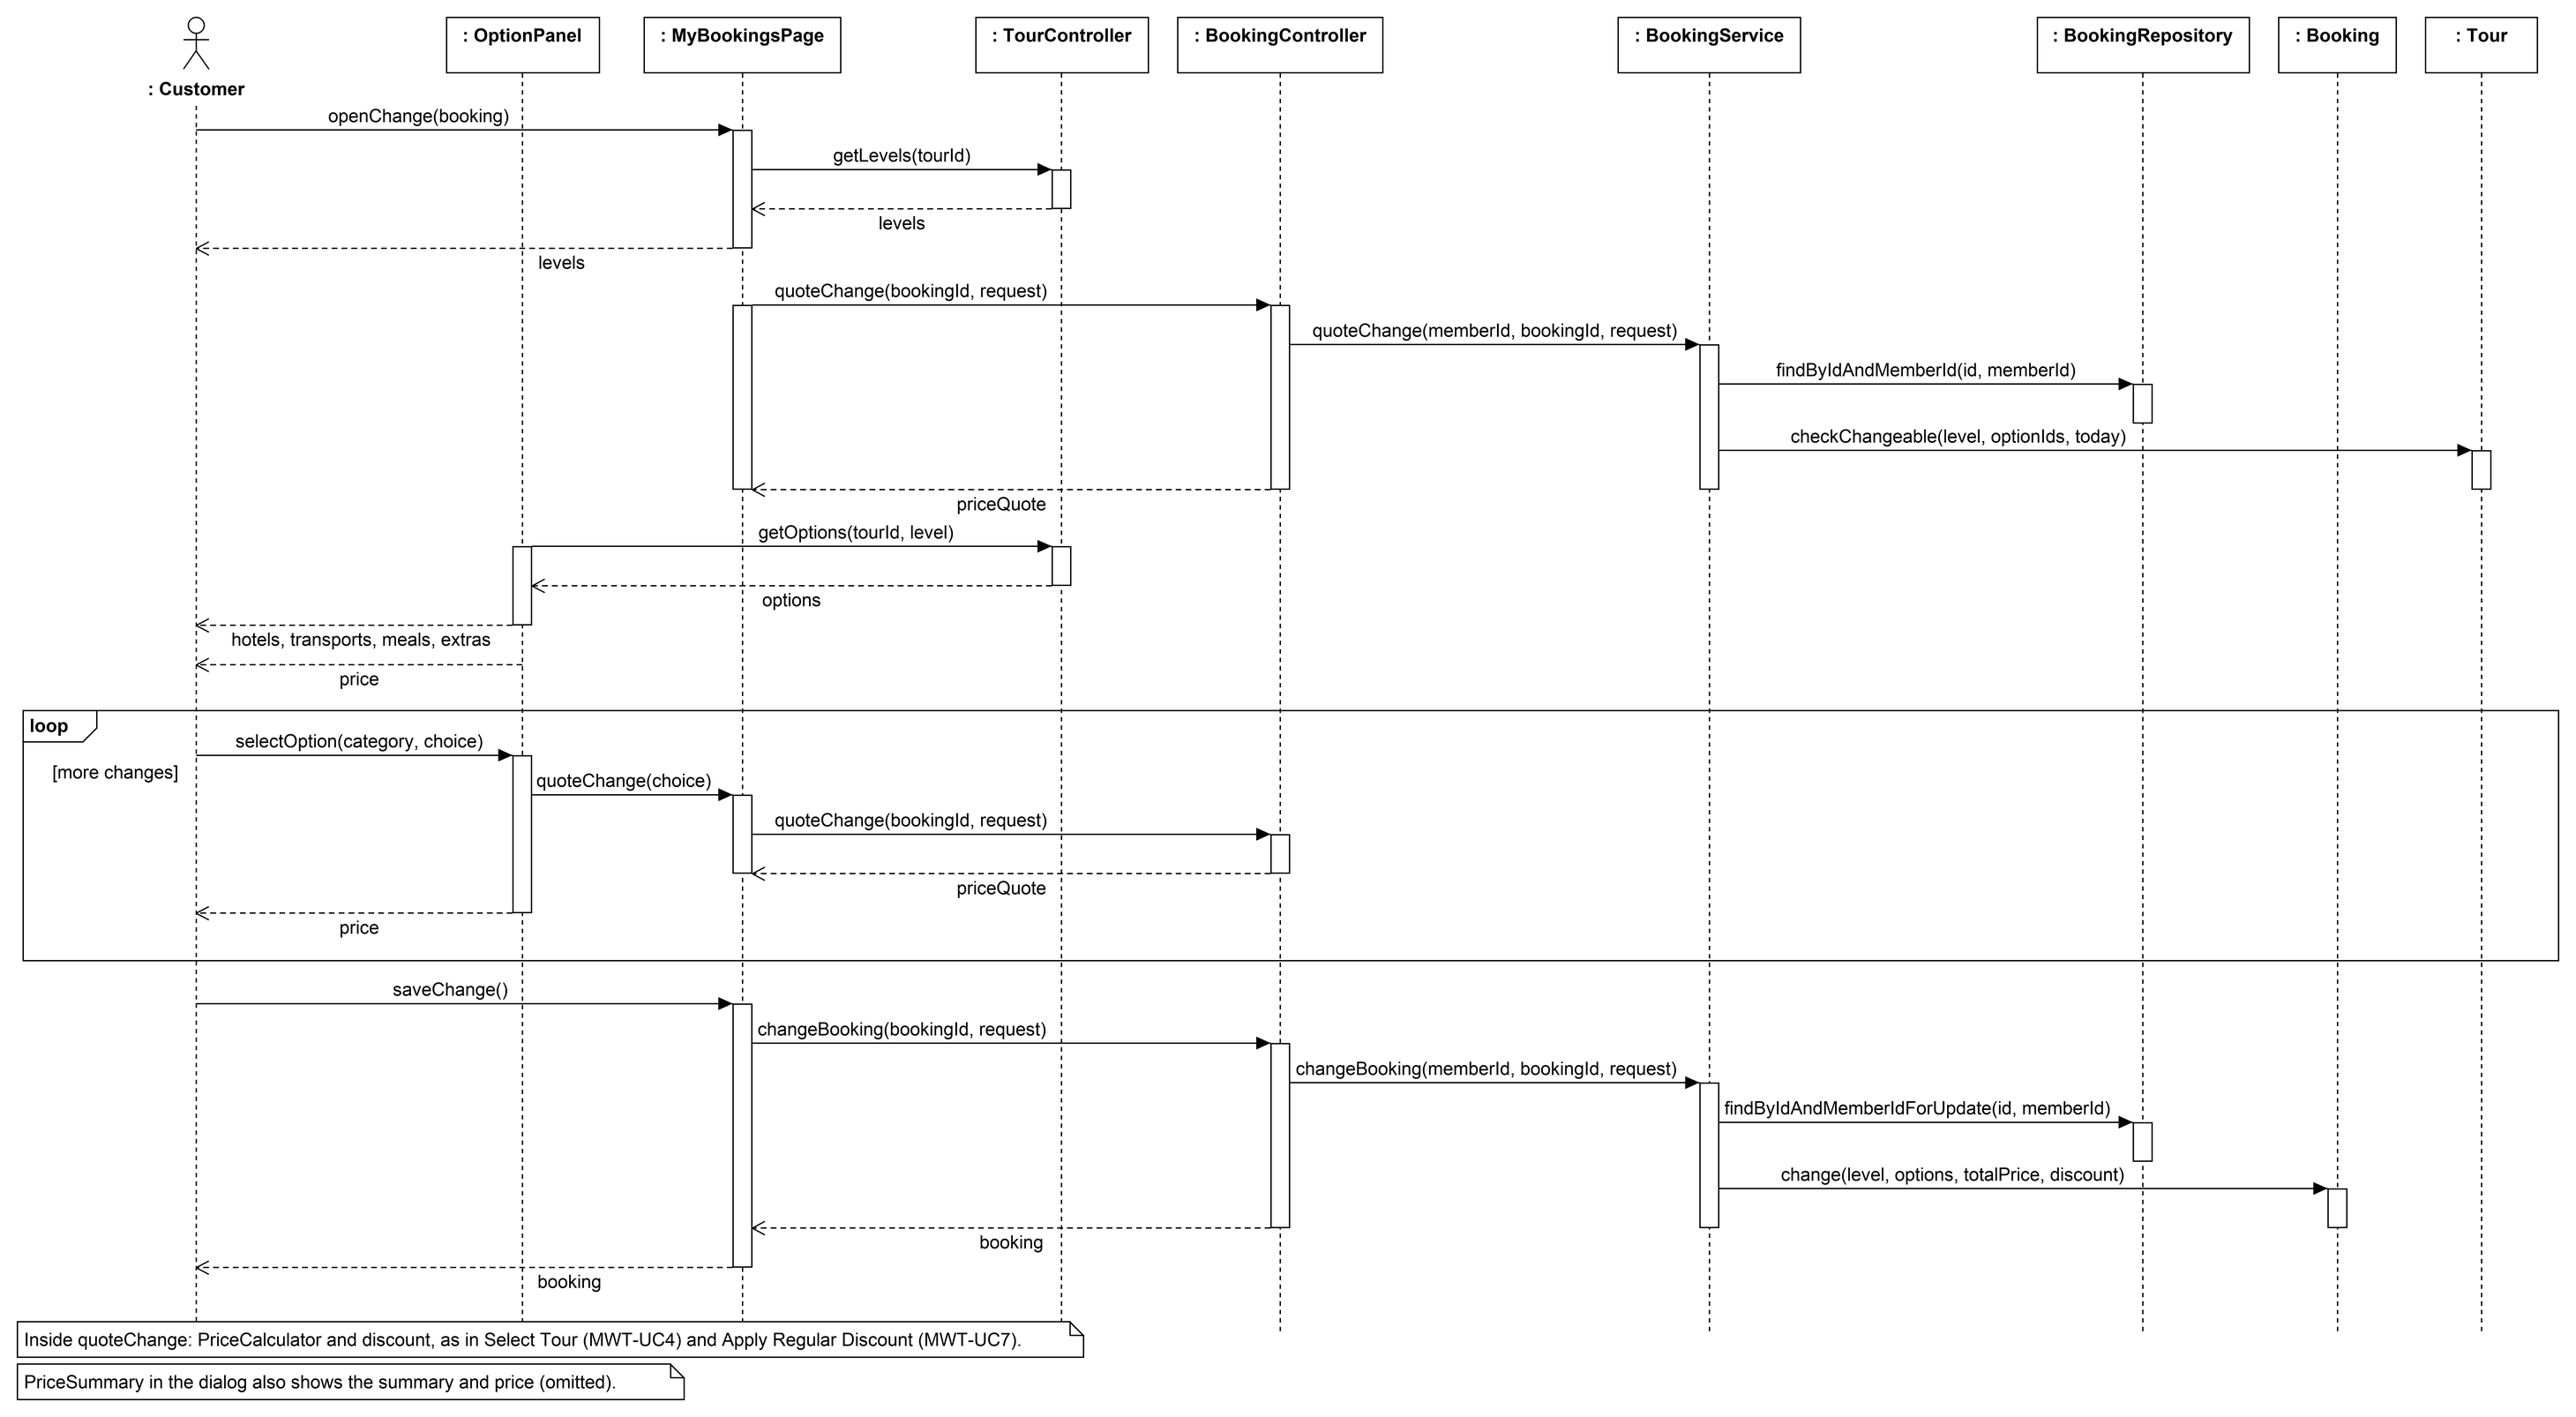 : Customer
: OptionPanel
: MyBookingsPage
: TourController
: BookingController
: BookingService
: BookingRepository
: Booking
: Tour
openChange(booking)
getLevels(tourId)
levels
levels
quoteChange(bookingId, request)
quoteChange(memberId, bookingId, request)
findByIdAndMemberId(id, memberId)
checkChangeable(level, optionIds, today)
priceQuote
getOptions(tourId, level)
options
hotels, transports, meals, extras
price
loop
selectOption(category, choice)
[more changes]
quoteChange(choice)
quoteChange(bookingId, request)
priceQuote
price
saveChange()
changeBooking(bookingId, request)
changeBooking(memberId, bookingId, request)
findByIdAndMemberIdForUpdate(id, memberId)
change(level, options, totalPrice, discount)
booking
booking
Inside quoteChange: PriceCalculator and discount, as in Select Tour (MWT-UC4) and Apply Regular Discount (MWT-UC7).
PriceSummary in the dialog also shows the summary and price (omitted).